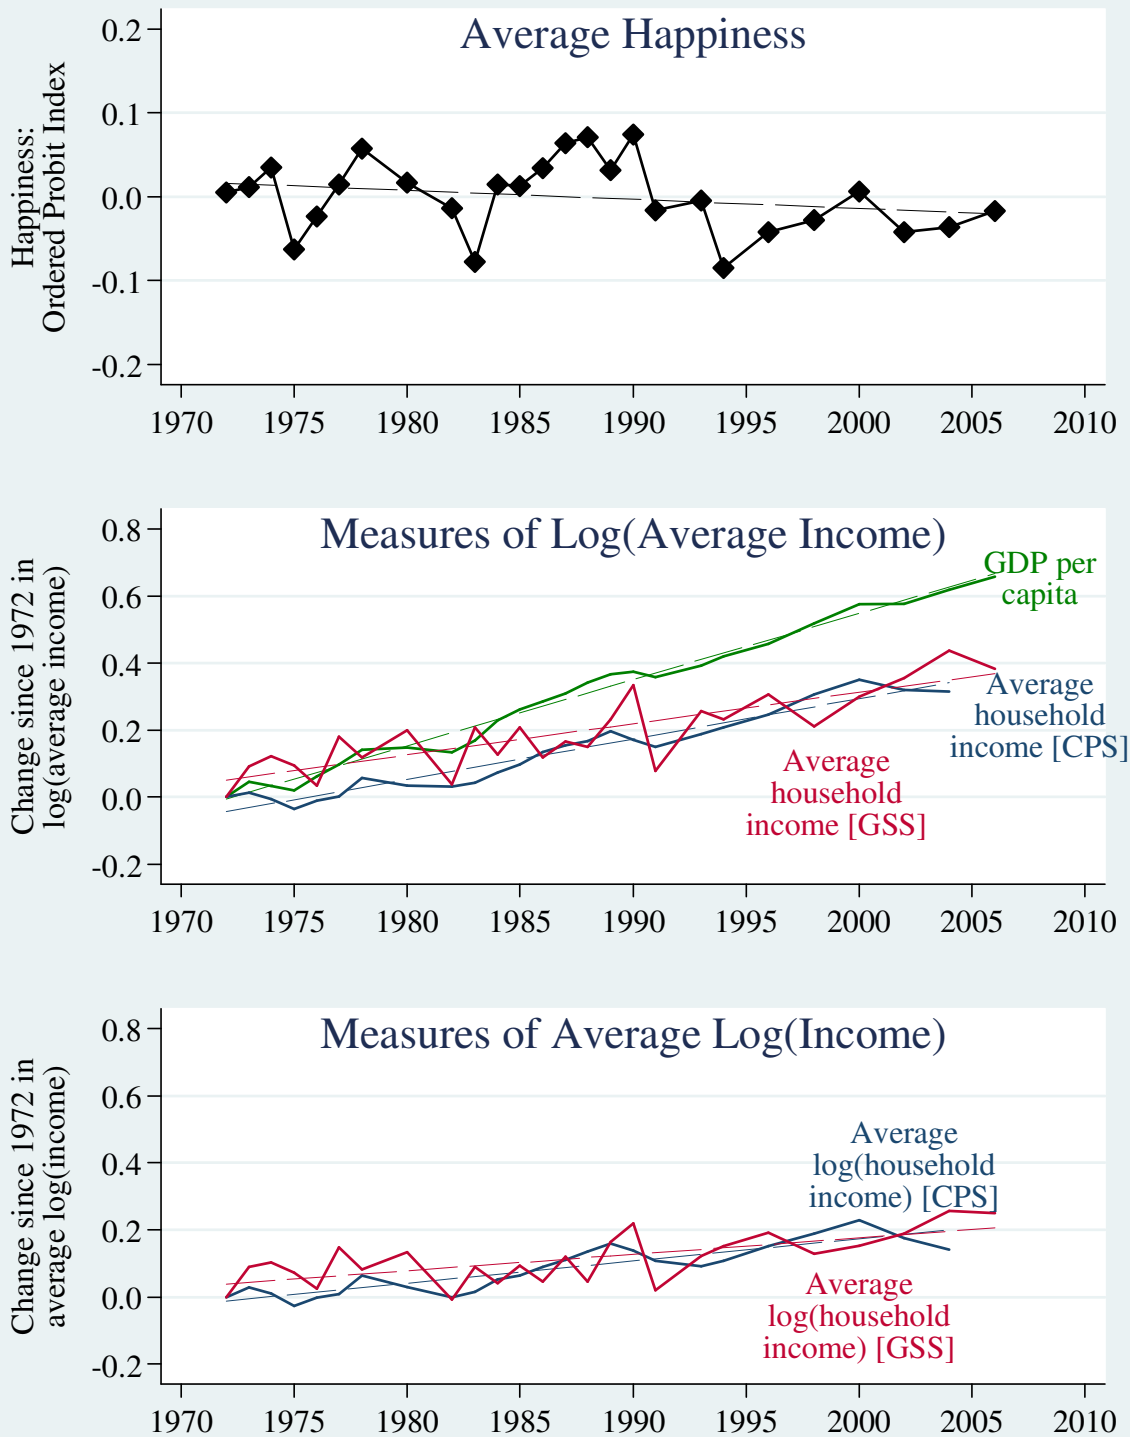 Average Happiness
Happiness:
Ordered Probit Index
0.2
0.1
0.0
-0.1
-0.2
1970 1975 1980 1985 1990 1995 2000 2005 2010
Measures of Log(Average Income)
Change since 1972 in
log(average income)
0.8
0.6
0.4
0.2
0.0
-0.2
GDP per
capita
Average
household
income [CPS]
Average
household
income [GSS]
1970 1975 1980 1985 1990 1995 2000 2005 2010
Measures of Average Log(Income)
Change since 1972 in
average log(income)
0.8
0.6
0.4
0.2
0.0
-0.2
Average
log(household
income) [CPS]
Average
log(household
income) [GSS]
1970 1975 1980 1985 1990 1995 2000 2005 2010